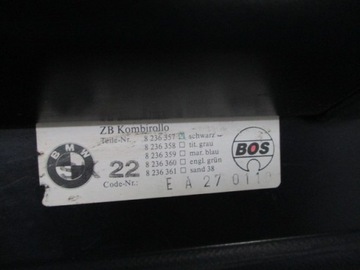 ZB Kombirollo
Teile-Nr. 8 236 357 schwarz
8 236 358 tit. grau
8 236 359 mar. blau
8 236 360 engl. grün
8 236 361 sand 38
BMW
22
Code-Nr.:
BOS
E A 27 011